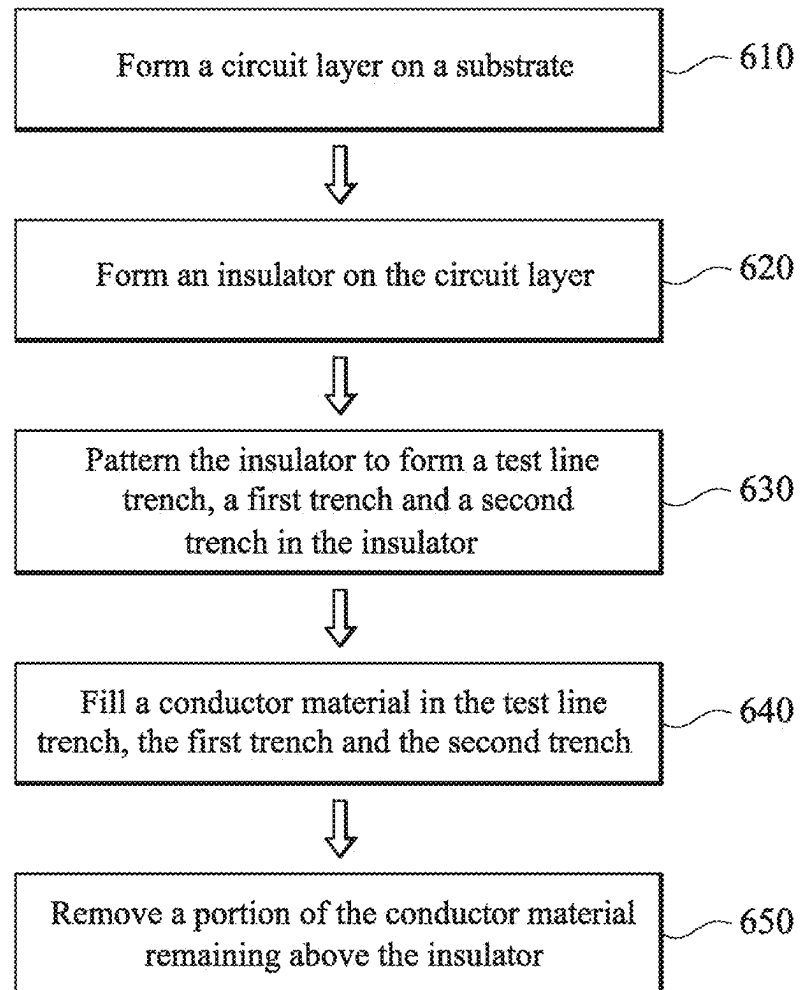 Form a circuit layer on a substrate
610
Form an insulator on the circuit layer
620
Pattern the insulator to form a test line
trench, a first trench and a second
trench in the insulator
630
Fill a conductor material in the test line
trench, the first trench and the second trench
640
Remove a portion of the conductor material
remaining above the insulator
650